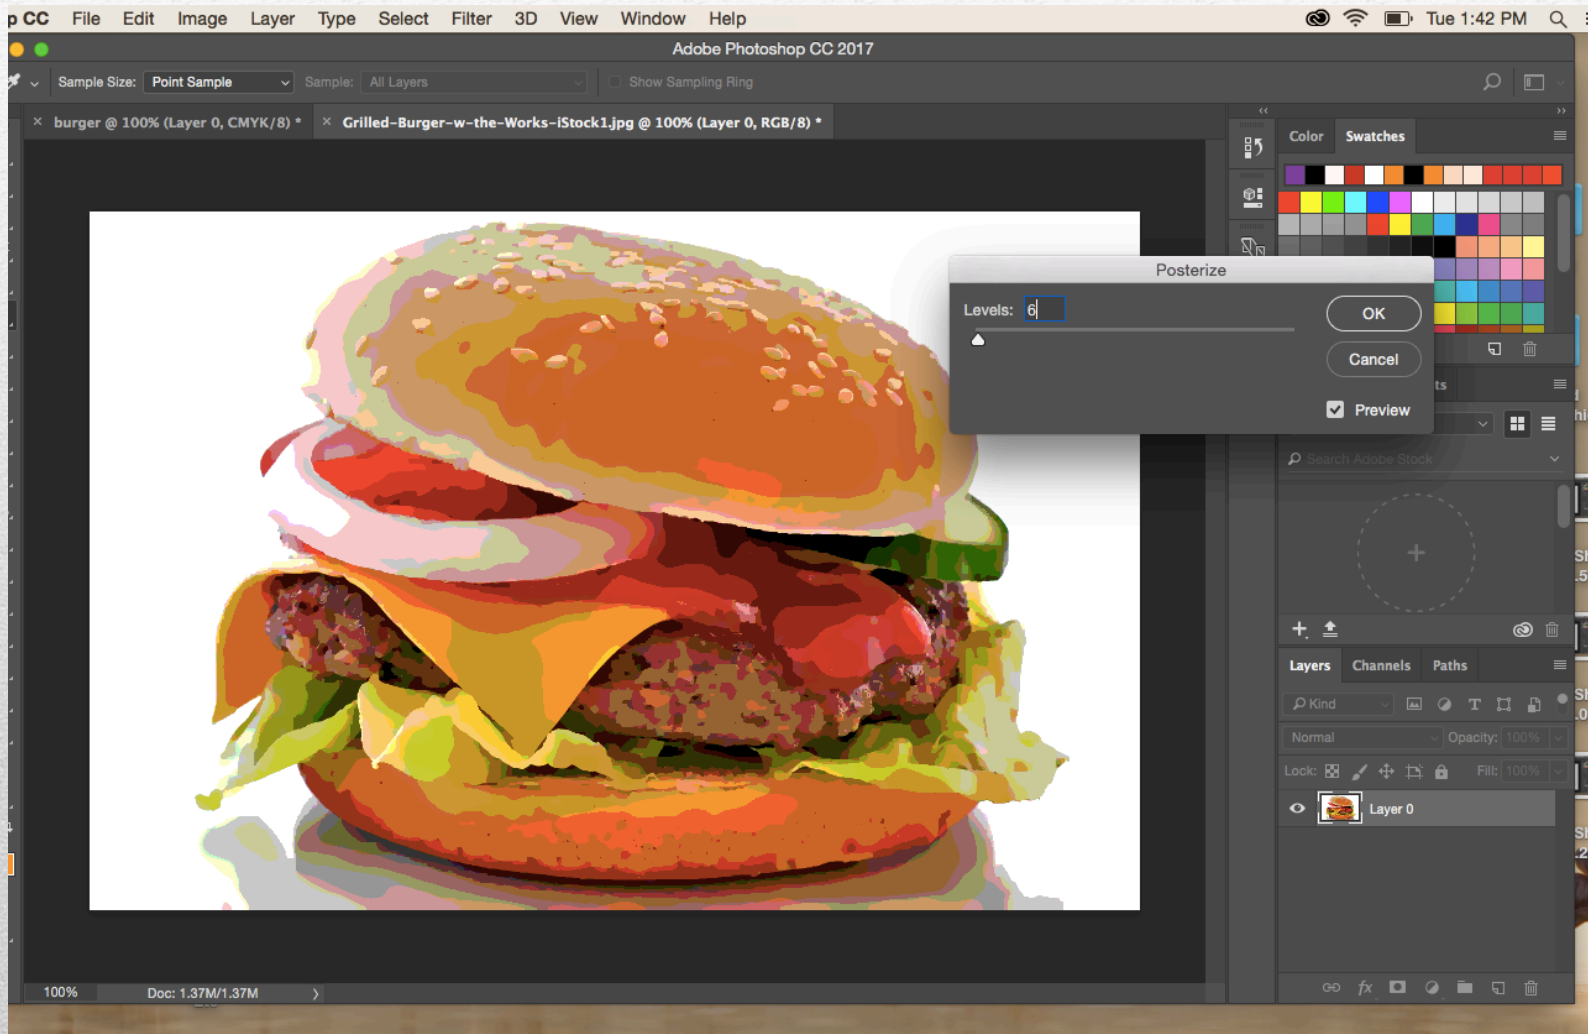 p CC File Edit Image Layer Type Select Filter 3D View Window Help Tue 1:42 PM
Adobe Photoshop CC 2017
Sample Size: Point Sample Sample: All Layers Show Sampling Ring
× burger @ 100% (Layer 0, CMYK/8) * × Grilled-Burger-w-the-Works-iStock1.jpg @ 100% (Layer 0, RGB/8) *
Color Swatches
Posterize
Levels: 6
OK
Cancel
Preview
ts
Search Adobe Stock
Layers Channels Paths
Kind
Normal Opacity: 100%
Lock: Fill: 100%
Layer 0
fx
100% Doc: 1.37M/1.37M